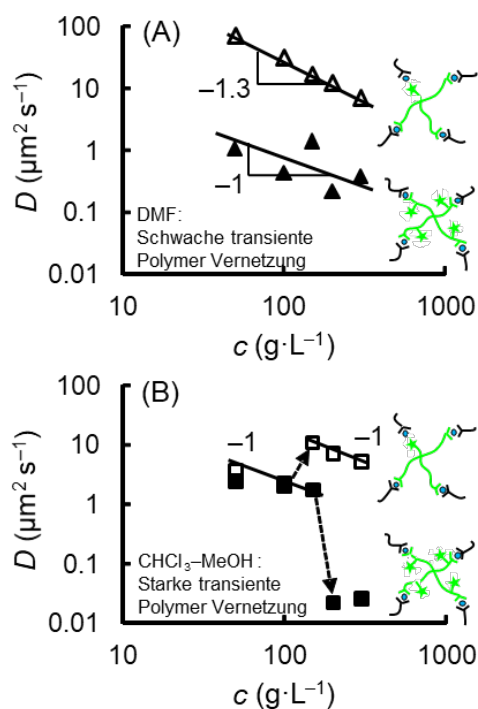 (A)
100
10
1
0.1
0.01
D (µm² s⁻¹)
–1.3
–1
DMF:
Schwache transiente
Polymer Vernetzung
10
100
1000
c (g·L⁻¹)
(B)
100
10
1
0.1
0.01
D (µm² s⁻¹)
–1
–1
CHCl₃–MeOH:
Starke transiente
Polymer Vernetzung
10
100
1000
c (g·L⁻¹)